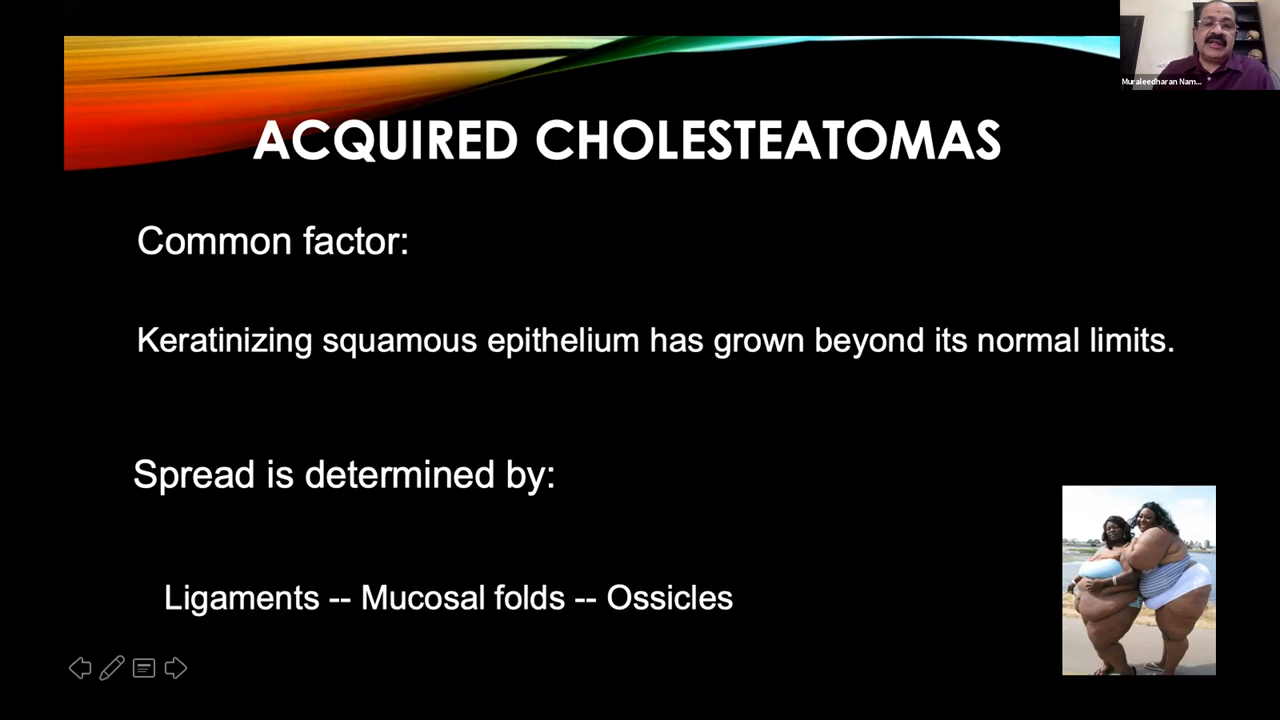 Muraleedharan Nam...
ACQUIRED CHOLESTEATOMAS
Common factor:
Keratinizing squamous epithelium has grown beyond its normal limits.
Spread is determined by:
Ligaments -- Mucosal folds -- Ossicles